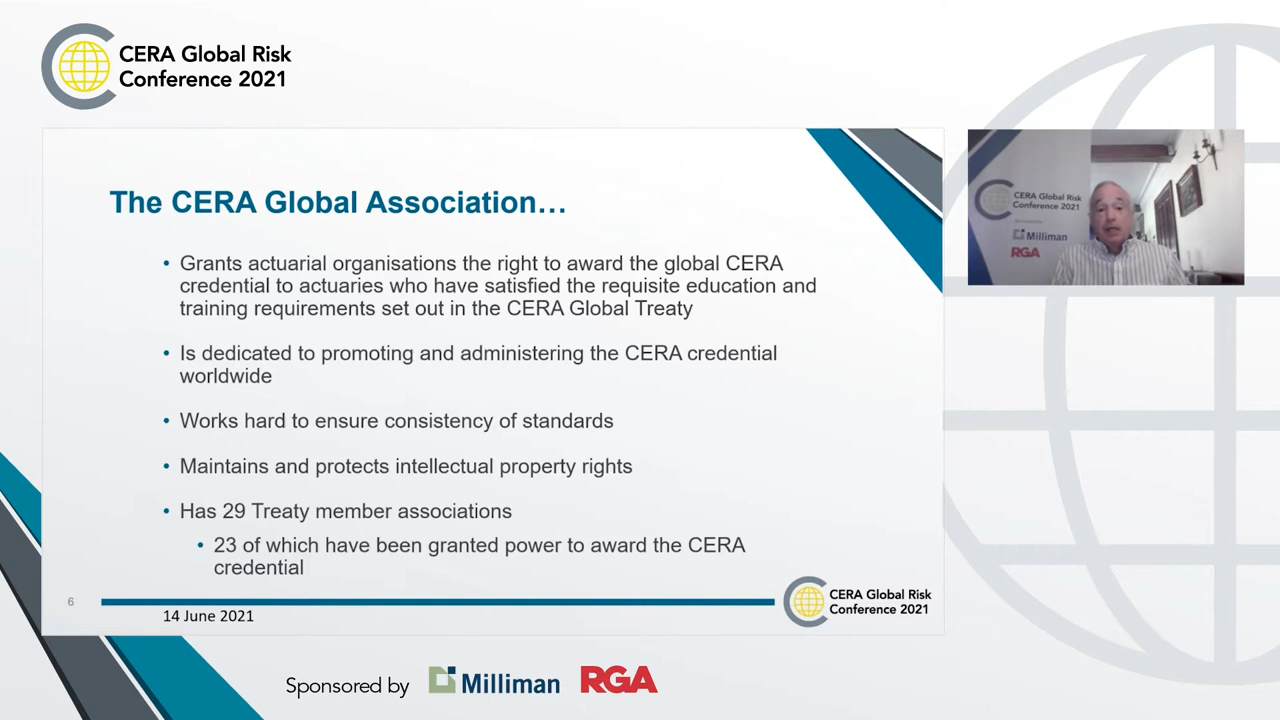 CERA Global Risk
Conference 2021
The CERA Global Association…
• Grants actuarial organisations the right to award the global CERA
credential to actuaries who have satisfied the requisite education and
training requirements set out in the CERA Global Treaty
• Is dedicated to promoting and administering the CERA credential
worldwide
• Works hard to ensure consistency of standards
• Maintains and protects intellectual property rights
• Has 29 Treaty member associations
• 23 of which have been granted power to award the CERA
credential
6
14 June 2021
CERA Global Risk
Conference 2021
CERA Global Risk
Conference 2021
Milliman
RGA
Sponsored by Milliman RGA